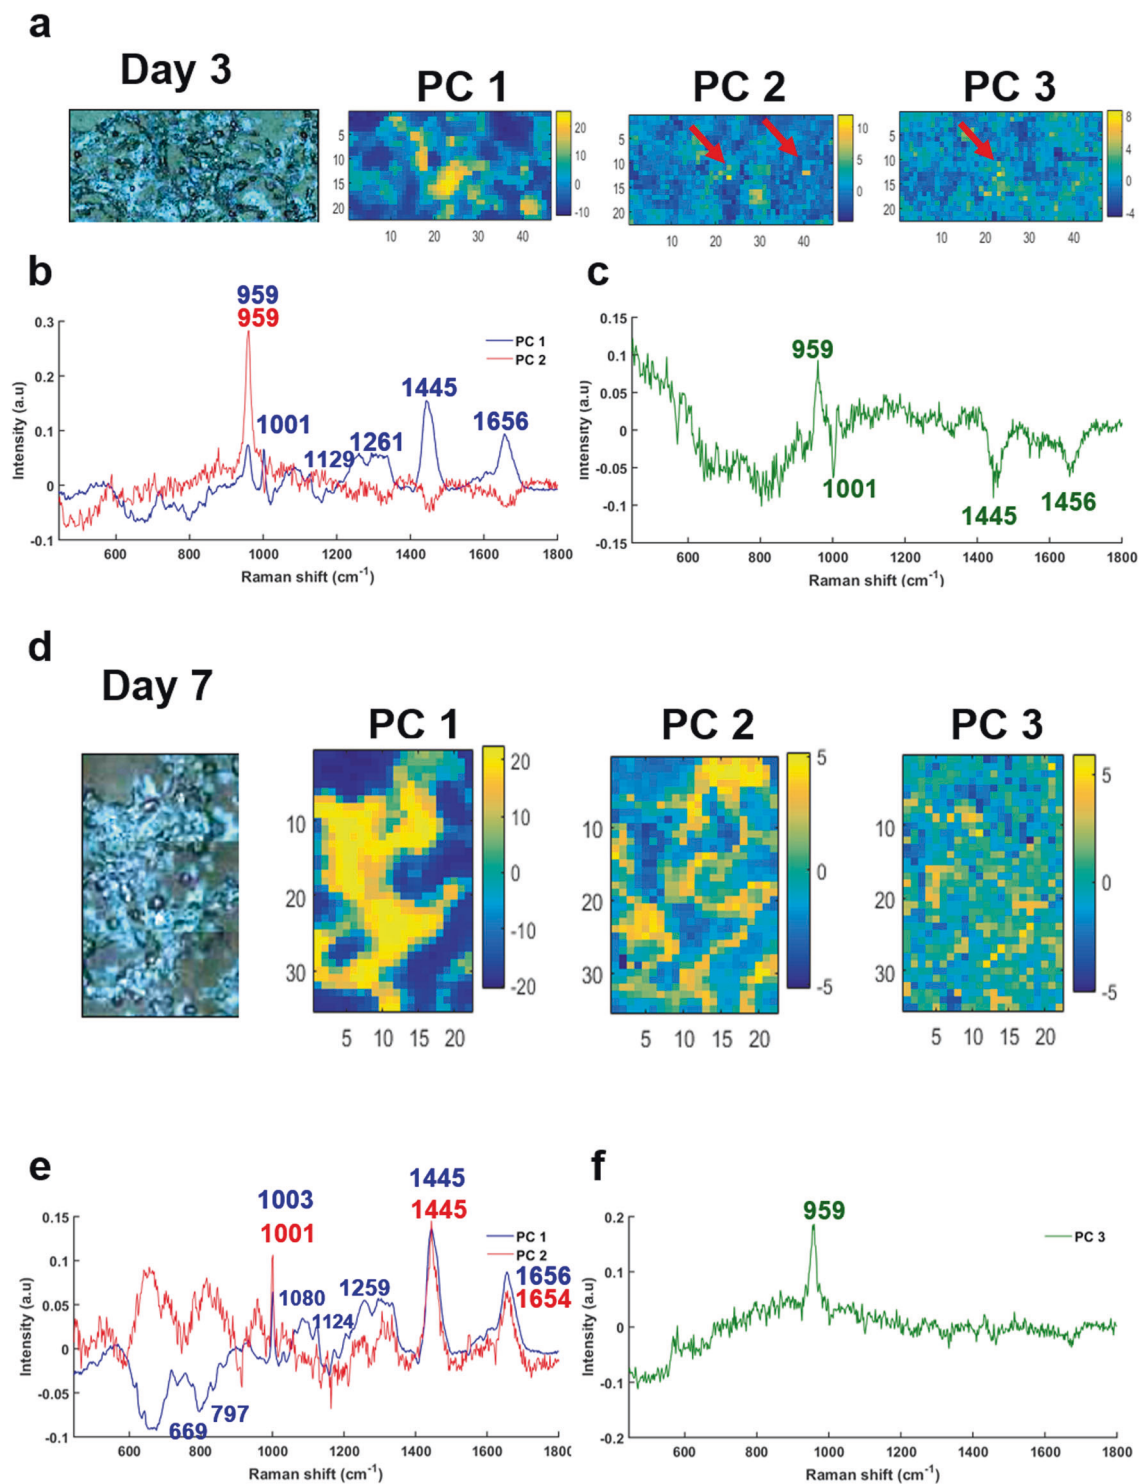 a
Day 3
PC 1
PC 2
PC 3
5
10
15
20
10 20 30 40
20
10
0
-10
5
10
15
20
10 20 30 40
10
5
0
5
10
15
20
10 20 30 40
8
4
0
-4
b
959
959
1001
1129
1261
1445
1656
PC 1
PC 2
0.3
0.2
0.1
0
-0.1
Intensity (a.u)
600 800 1000 1200 1400 1600 1800
Raman shift (cm-1)
c
959
1001
1445
1456
0.15
0.1
0.05
0
-0.05
-0.1
-0.15
Intensity (a.u)
600 800 1000 1200 1400 1600 1800
Raman shift (cm-1)
d
Day 7
PC 1
PC 2
PC 3
10
20
30
5 10 15 20
20
10
0
-10
-20
10
20
30
5 10 15 20
5
0
-5
10
20
30
5 10 15 20
5
0
-5
e
1003
1001
1445
1445
1080
1124
1259
1656
1654
669
797
PC 1
PC 2
0.15
0.1
0.05
0
-0.05
-0.1
Intensity (a.u)
600 800 1000 1200 1400 1600 1800
Raman shift (cm-1)
f
959
PC 3
0.2
0.1
0
-0.1
-0.2
Intensity (a.u)
600 800 1000 1200 1400 1600 1800
Raman shift (cm-1)